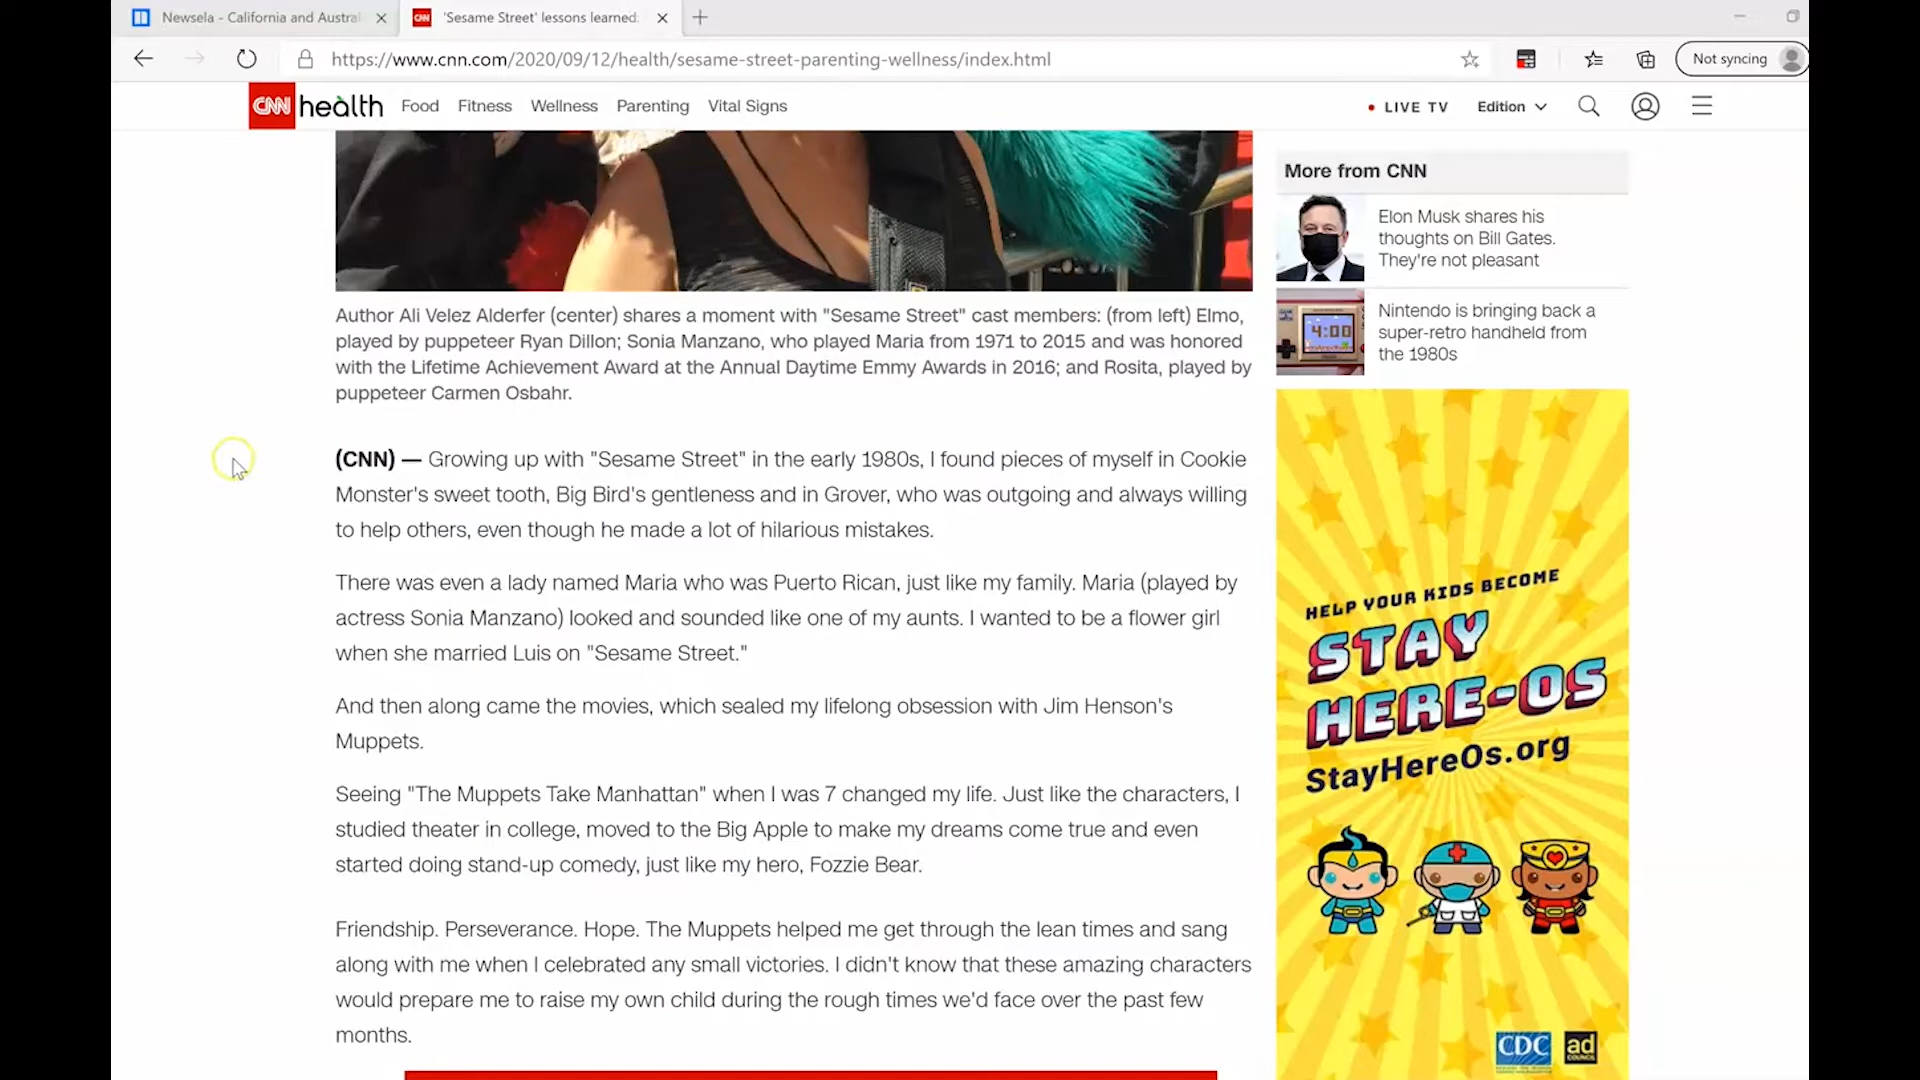 Newsela - California and Austral
'Sesame Street' lessons learned:
https://www.cnn.com/2020/09/12/health/sesame-street-parenting-wellness/index.html
Not syncing
CNN health Food Fitness Wellness Parenting Vital Signs
LIVE TV Edition
Author Ali Velez Alderfer (center) shares a moment with "Sesame Street" cast members: (from left) Elmo,
played by puppeteer Ryan Dillon; Sonia Manzano, who played Maria from 1971 to 2015 and was honored
with the Lifetime Achievement Award at the Annual Daytime Emmy Awards in 2016; and Rosita, played by
puppeteer Carmen Osbahr.
(CNN) — Growing up with "Sesame Street" in the early 1980s, I found pieces of myself in Cookie
Monster's sweet tooth, Big Bird's gentleness and in Grover, who was outgoing and always willing
to help others, even though he made a lot of hilarious mistakes.
There was even a lady named Maria who was Puerto Rican, just like my family. Maria (played by
actress Sonia Manzano) looked and sounded like one of my aunts. I wanted to be a flower girl
when she married Luis on "Sesame Street."
And then along came the movies, which sealed my lifelong obsession with Jim Henson's
Muppets.
Seeing "The Muppets Take Manhattan" when I was 7 changed my life. Just like the characters, I
studied theater in college, moved to the Big Apple to make my dreams come true and even
started doing stand-up comedy, just like my hero, Fozzie Bear.
Friendship. Perseverance. Hope. The Muppets helped me get through the lean times and sang
along with me when I celebrated any small victories. I didn't know that these amazing characters
would prepare me to raise my own child during the rough times we'd face over the past few
months.
More from CNN
Elon Musk shares his
thoughts on Bill Gates.
They're not pleasant
4:00
Nintendo is bringing back a
super-retro handheld from
the 1980s
HELP YOUR KIDS BECOME
STAY
HERE-OS
StayHereOs.org
CDC
ad
COUNCIL